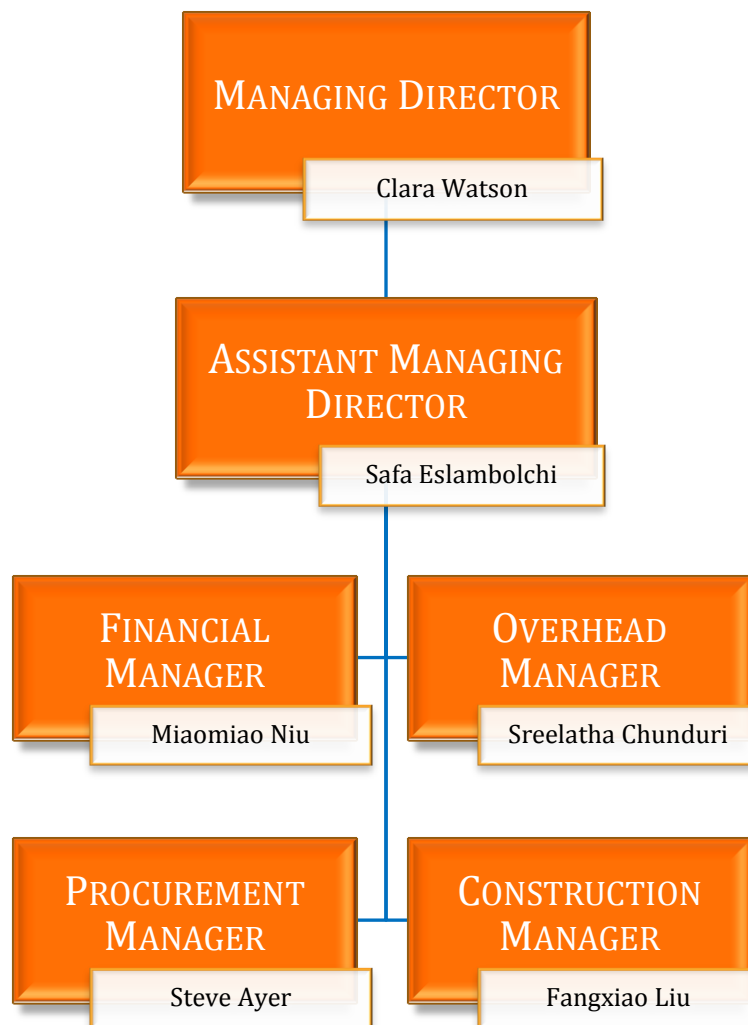 MANAGING DIRECTOR
Clara Watson
ASSISTANT MANAGING
DIRECTOR
Safa Eslambolchi
FINANCIAL
MANAGER
Miaomiao Niu
OVERHEAD
MANAGER
Sreelatha Chunduri
PROCUREMENT
MANAGER
Steve Ayer
CONSTRUCTION
MANAGER
Fangxiao Liu